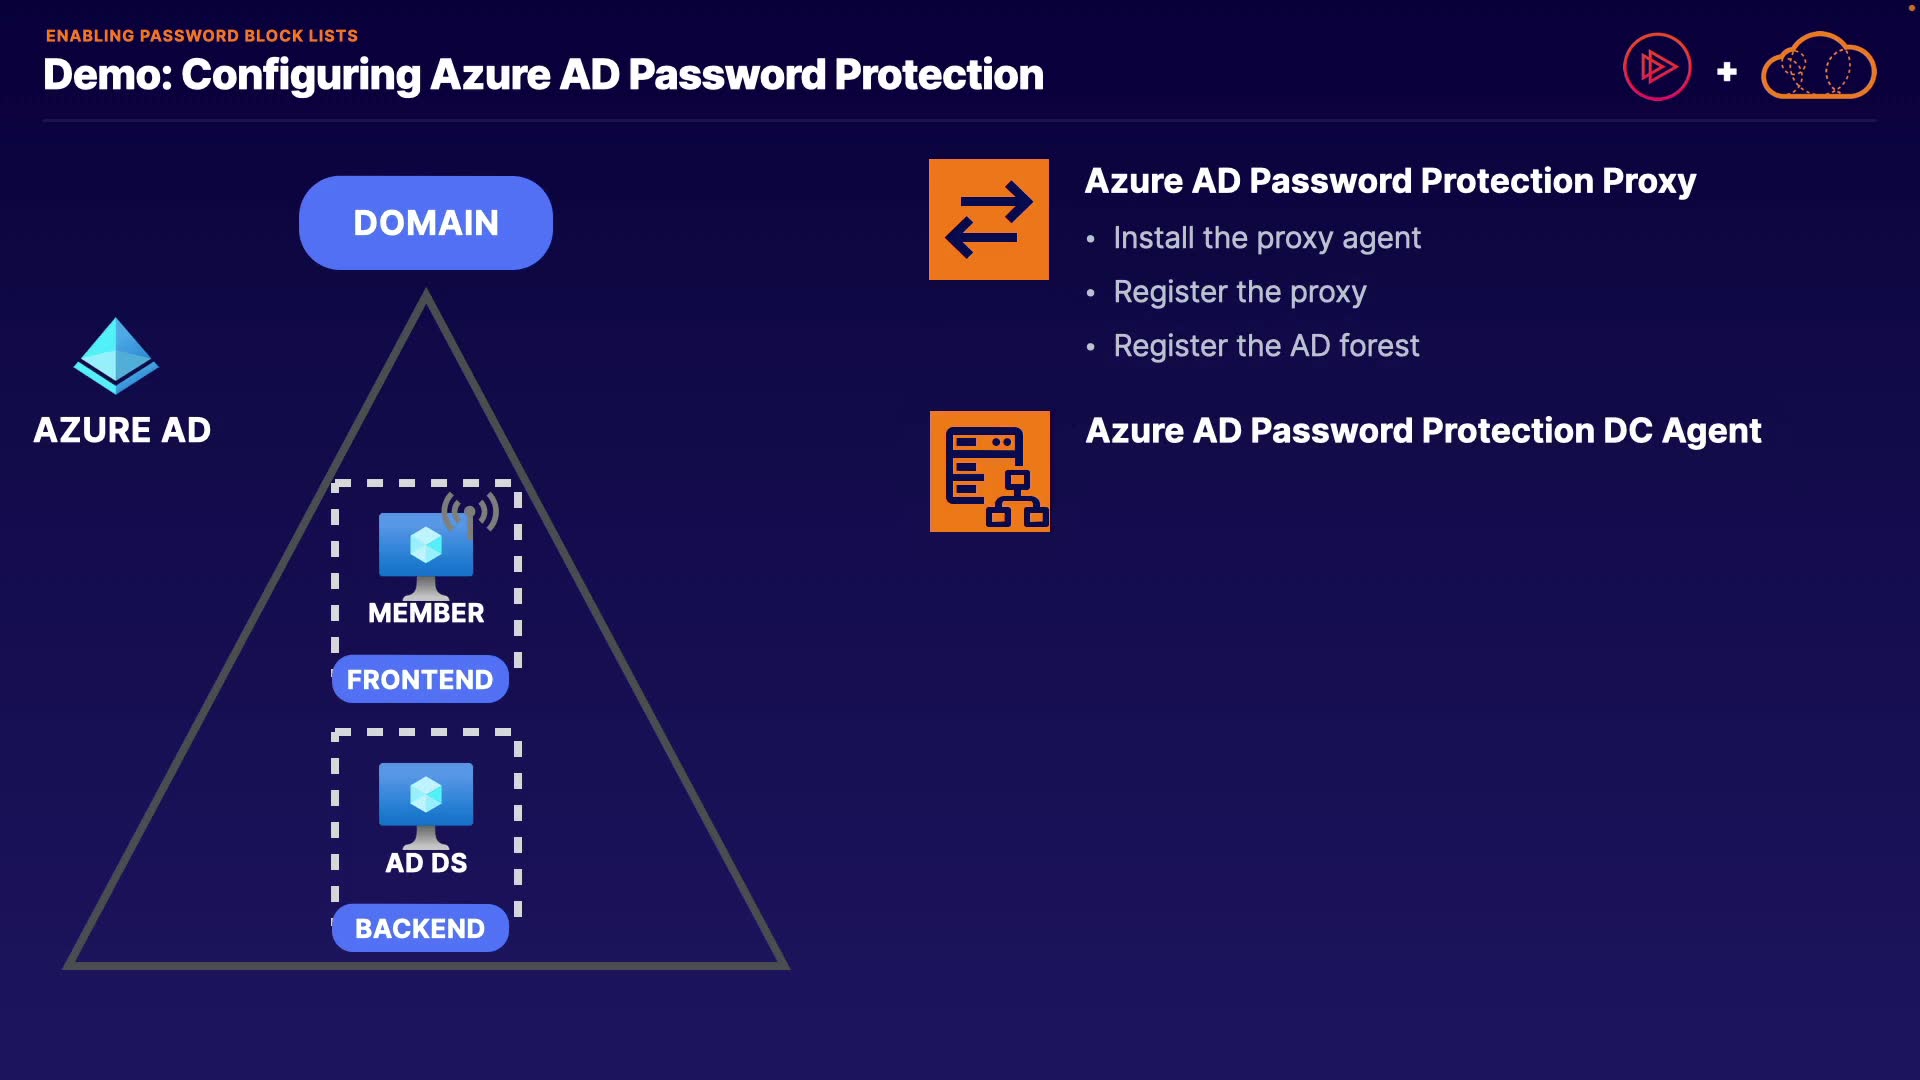 ENABLING PASSWORD BLOCK LISTS
Demo: Configuring Azure AD Password Protection
+
DOMAIN
AZURE AD
MEMBER
FRONTEND
AD DS
BACKEND
Azure AD Password Protection Proxy
• Install the proxy agent
• Register the proxy
• Register the AD forest
Azure AD Password Protection DC Agent